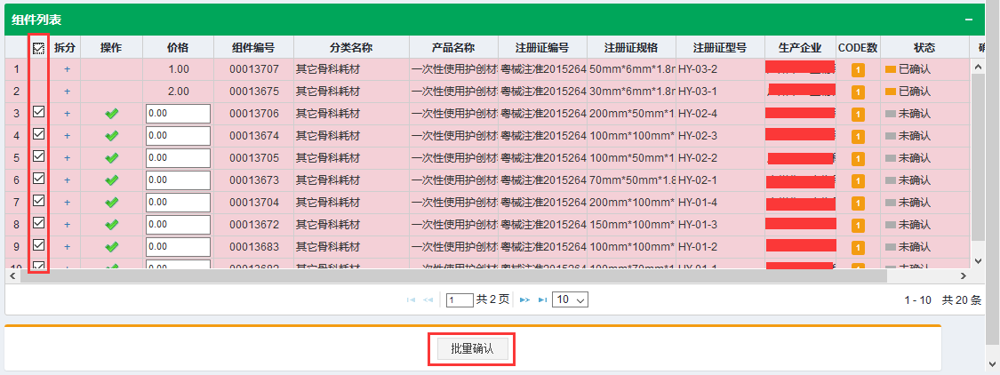 组件列表
拆分 操作 价格 组件编号 分类名称 产品名称 注册证编号 注册证规格 注册证型号 生产企业 CODE数 状态
1 + 1.00 00013707 其它骨科耗材 一次性使用护创材 粤械注准2015264 50mm*6mm*1.8m HY-03-2 1 已确认
2 + 2.00 00013675 其它骨科耗材 一次性使用护创材 粤械注准2015264 30mm*6mm*1.8m HY-03-1 1 已确认
3 + 0.00 00013706 其它骨科耗材 一次性使用护创材 粤械注准2015264 200mm*50mm*1 HY-02-4 1 未确认
4 + 0.00 00013674 其它骨科耗材 一次性使用护创材 粤械注准2015264 100mm*100mm* HY-02-3 1 未确认
5 + 0.00 00013705 其它骨科耗材 一次性使用护创材 粤械注准2015264 100mm*50mm*1 HY-02-2 1 未确认
6 + 0.00 00013673 其它骨科耗材 一次性使用护创材 粤械注准2015264 70mm*50mm*1.8 HY-02-1 1 未确认
7 + 0.00 00013704 其它骨科耗材 一次性使用护创材 粤械注准2015264 200mm*100mm* HY-01-4 1 未确认
8 + 0.00 00013672 其它骨科耗材 一次性使用护创材 粤械注准2015264 150mm*100mm* HY-01-3 1 未确认
9 + 0.00 00013683 其它骨科耗材 一次性使用护创材 粤械注准2015264 100mm*100mm* HY-01-2 1 未确认
10 + 0.00 00013682 其它骨科耗材 一次性使用护创材 粤械注准2015264 100mm*70mm*1 HY-01-1 1 未确认
1 共 2 页 10 1 - 10 共 20 条
批量确认